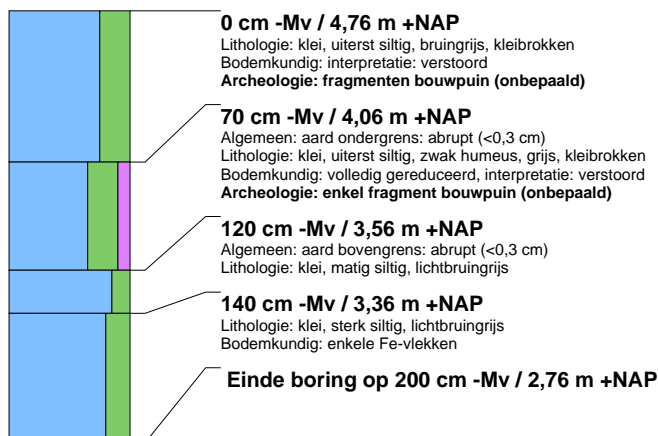 0 cm -Mv / 4,76 m +NAP
Lithologie: klei, uiterst siltig, bruingrijs, kleibrokken
Bodemkundig: interpretatie: verstoord
Archeologie: fragmenten bouwpuin (onbepaald)
70 cm -Mv / 4,06 m +NAP
Algemeen: aard ondergrens: abrupt (<0,3 cm)
Lithologie: klei, uiterst siltig, zwak humeus, grijs, kleibrokken
Bodemkundig: volledig gereduceerd, interpretatie: verstoord
Archeologie: enkel fragment bouwpuin (onbepaald)
120 cm -Mv / 3,56 m +NAP
Algemeen: aard bovengrens: abrupt (<0,3 cm)
Lithologie: klei, matig siltig, lichtbruingrijs
140 cm -Mv / 3,36 m +NAP
Lithologie: klei, sterk siltig, lichtbruingrijs
Bodemkundig: enkele Fe-vlekken
Einde boring op 200 cm -Mv / 2,76 m +NAP